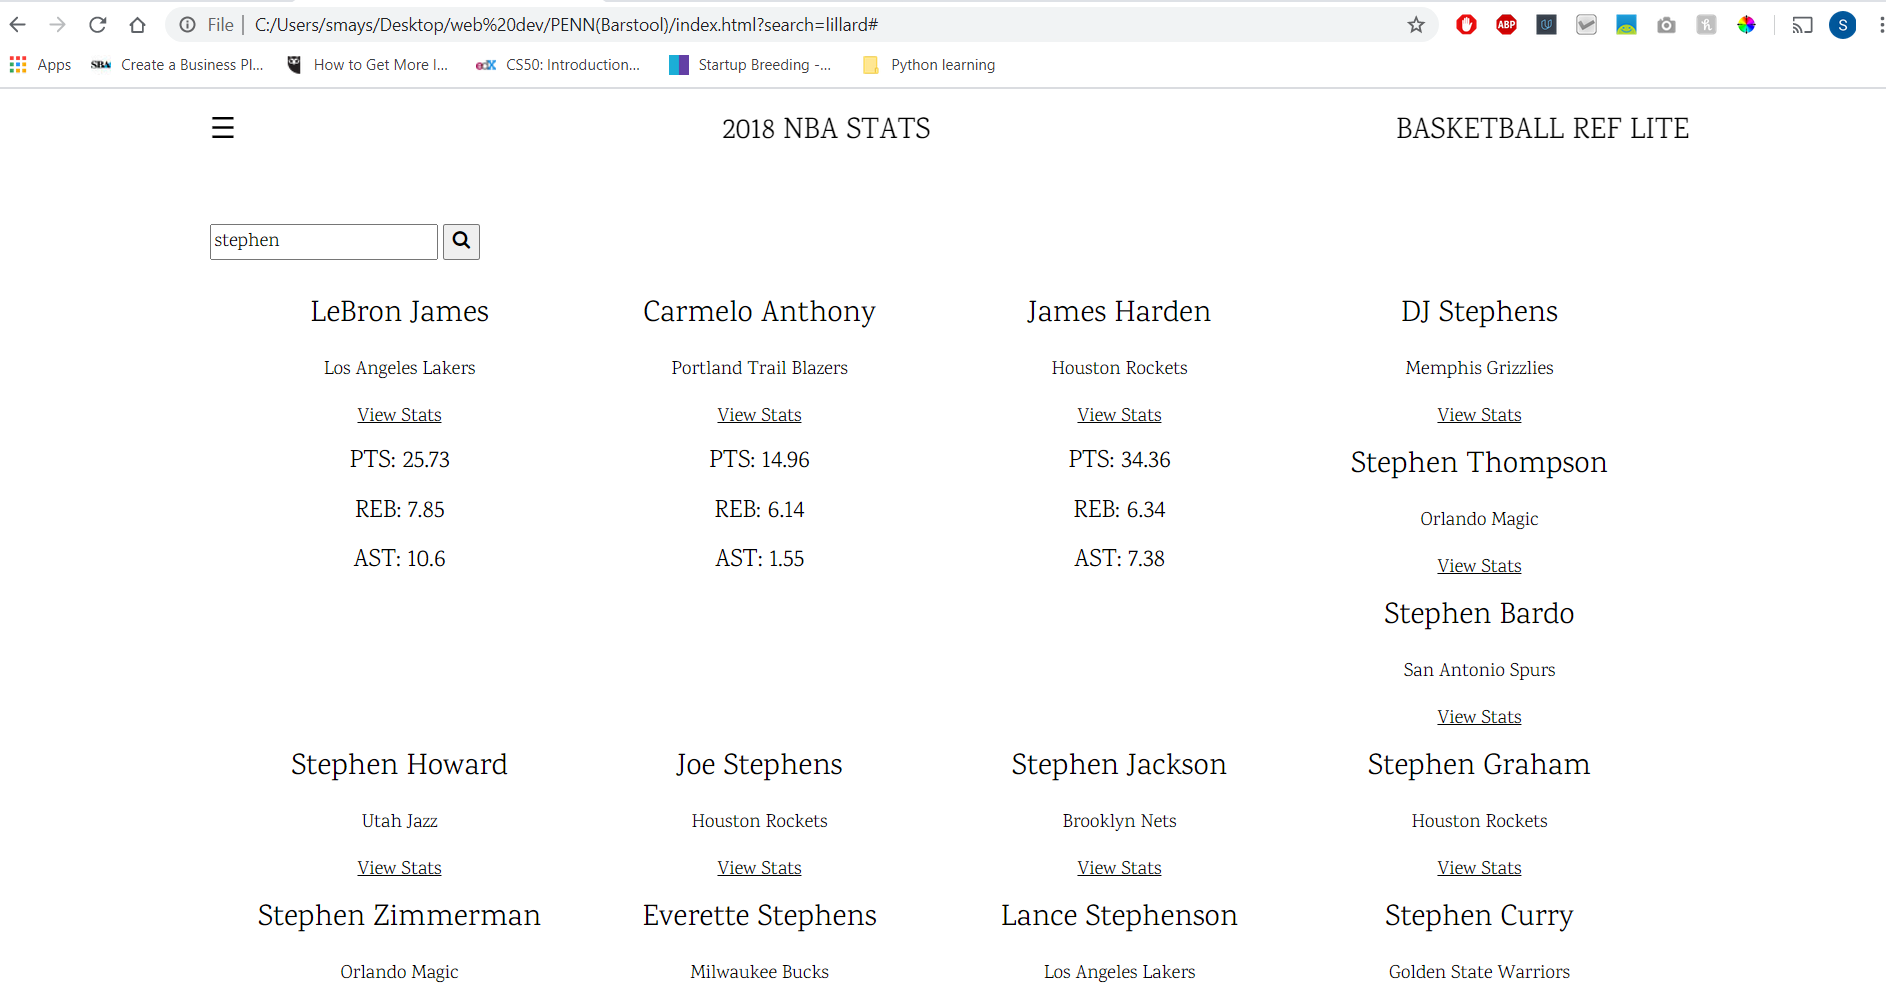 File C:/Users/smays/Desktop/web%20dev/PENN(Barstool)/index.html?search=lillard# ABP U h S
Apps SBA Create a Business Pl... How to Get More I... edX CS50: Introduction... Startup Breeding -... Python learning
2018 NBA STATS BASKETBALL REF LITE
stephen
LeBron James Carmelo Anthony James Harden DJ Stephens
Los Angeles Lakers Portland Trail Blazers Houston Rockets Memphis Grizzlies
View Stats View Stats View Stats View Stats
PTS: 25.73 PTS: 14.96 PTS: 34.36 Stephen Thompson
REB: 7.85 REB: 6.14 REB: 6.34 Orlando Magic
AST: 10.6 AST: 1.55 AST: 7.38 View Stats
Stephen Bardo
San Antonio Spurs
View Stats
Stephen Howard Joe Stephens Stephen Jackson Stephen Graham
Utah Jazz Houston Rockets Brooklyn Nets Houston Rockets
View Stats View Stats View Stats View Stats
Stephen Zimmerman Everette Stephens Lance Stephenson Stephen Curry
Orlando Magic Milwaukee Bucks Los Angeles Lakers Golden State Warriors